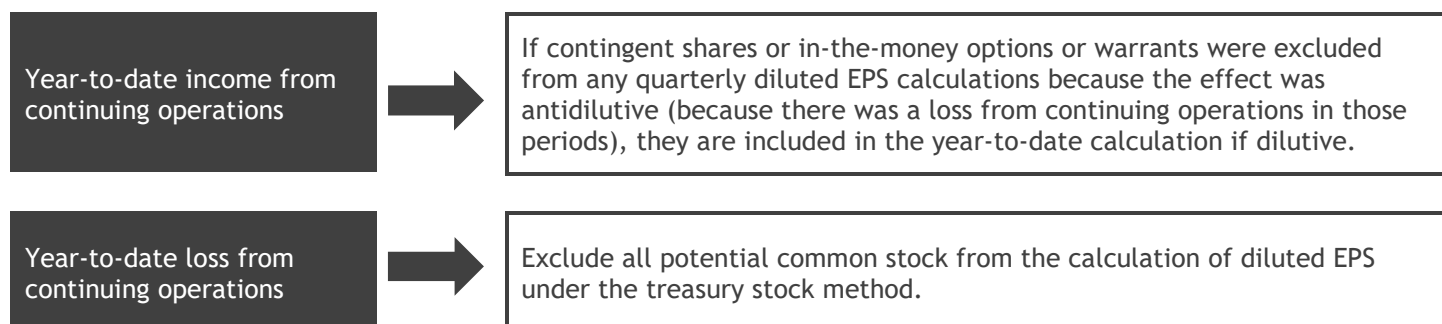 Year-to-date income from
continuing operations
If contingent shares or in-the-money options or warrants were excluded
from any quarterly diluted EPS calculations because the effect was
antidilutive (because there was a loss from continuing operations in those
periods), they are included in the year-to-date calculation if dilutive.
Year-to-date loss from
continuing operations
Exclude all potential common stock from the calculation of diluted EPS
under the treasury stock method.